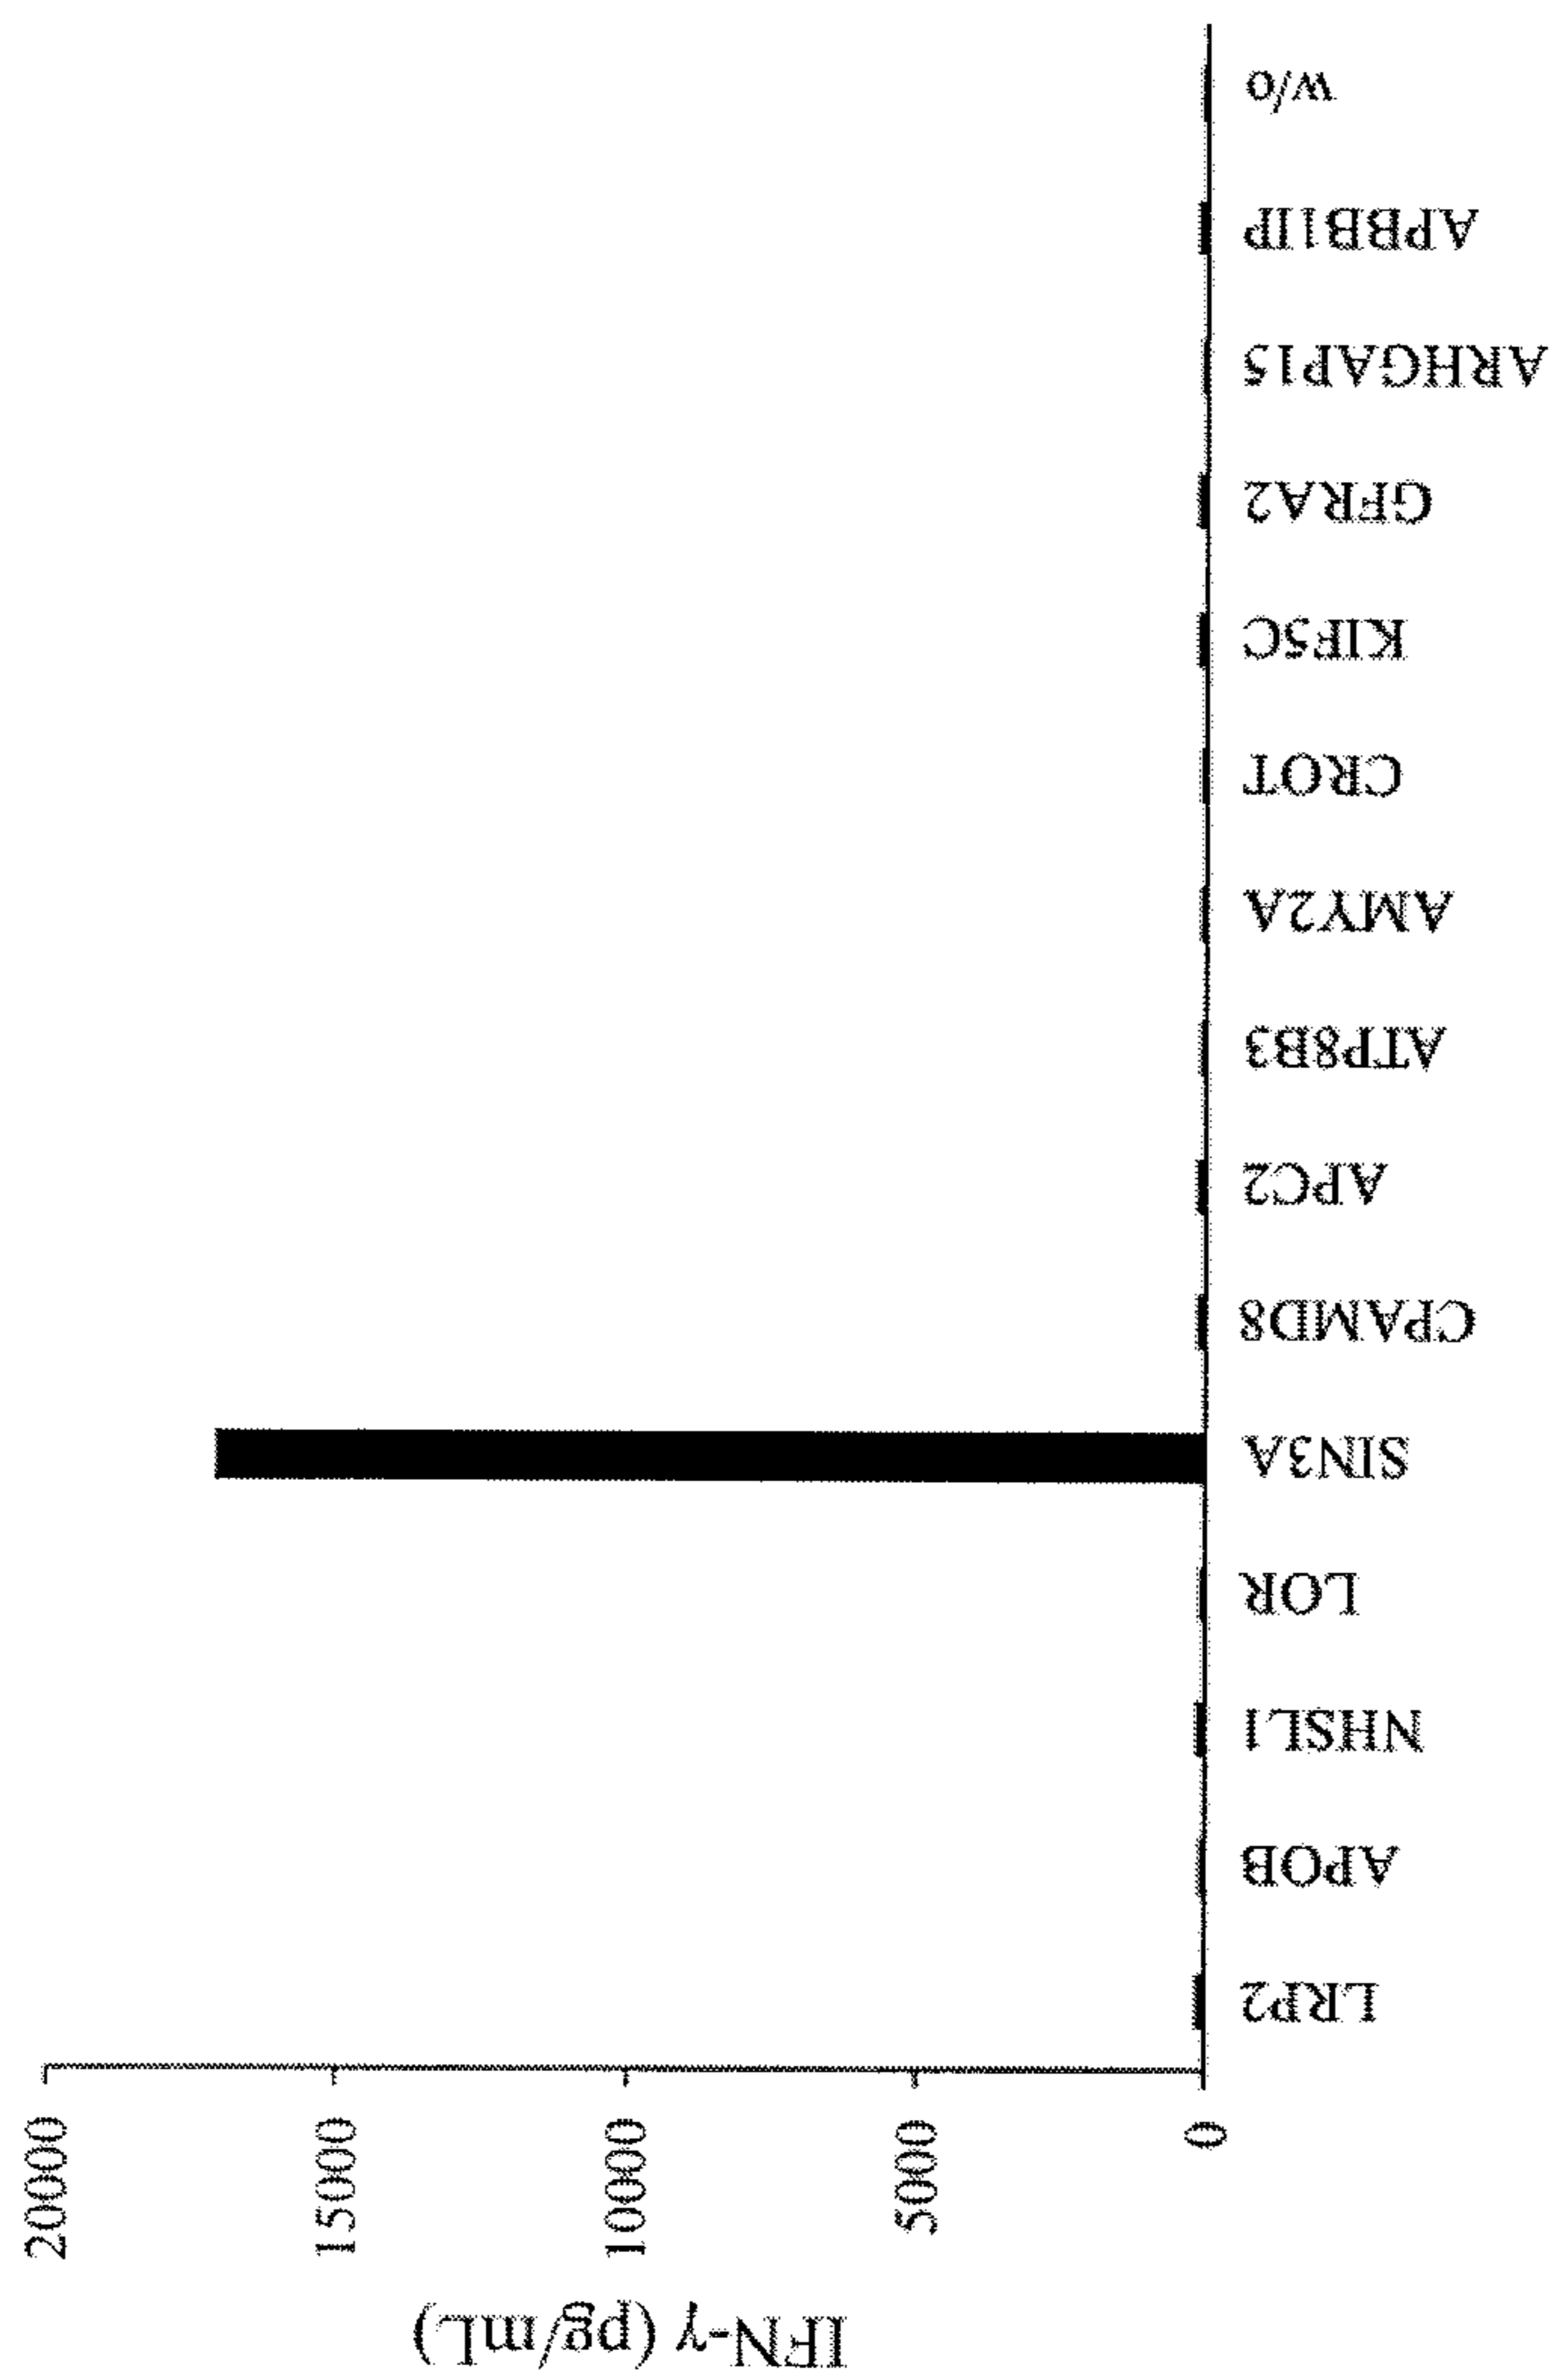 IFN-γ (pg/mL)
20000
15000
10000
5000
0
LRP2
APOB
NHSL1
LOR
SIN3A
CPAMD8
APC2
ATP8B3
AMY2A
CROT
KIF5C
GFRA2
ARHGAP15
APBB1IP
w/o